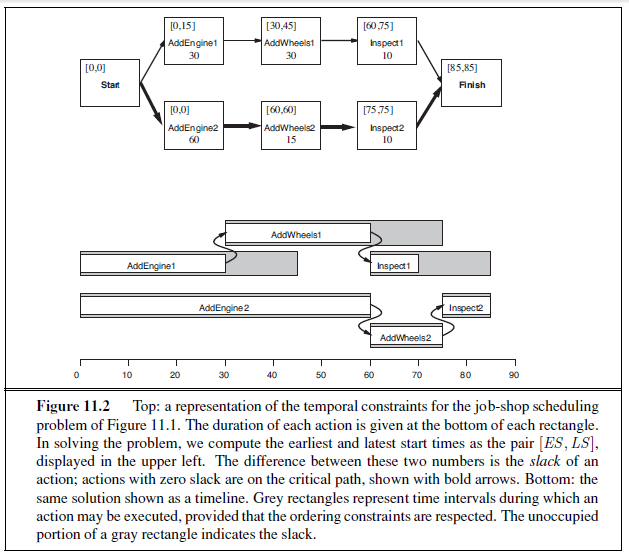 [0,15]
AddEngine1
30
[30,45]
AddWheels1
30
[60,75]
Inspect1
10
[0,0]
Start
[85,85]
Finish
[0,0]
AddEngine2
60
[60,60]
AddWheels2
15
[75,75]
Inspect2
10
AddWheels1
AddEngine1
Inspect1
AddEngine2
Inspect2
AddWheels2
0 10 20 30 40 50 60 70 80 90
Figure 11.2 Top: a representation of the temporal constraints for the job-shop scheduling
problem of Figure 11.1. The duration of each action is given at the bottom of each rectangle.
In solving the problem, we compute the earliest and latest start times as the pair [ES, LS],
displayed in the upper left. The difference between these two numbers is the slack of an
action; actions with zero slack are on the critical path, shown with bold arrows. Bottom: the
same solution shown as a timeline. Grey rectangles represent time intervals during which an
action may be executed, provided that the ordering constraints are respected. The unoccupied
portion of a gray rectangle indicates the slack.